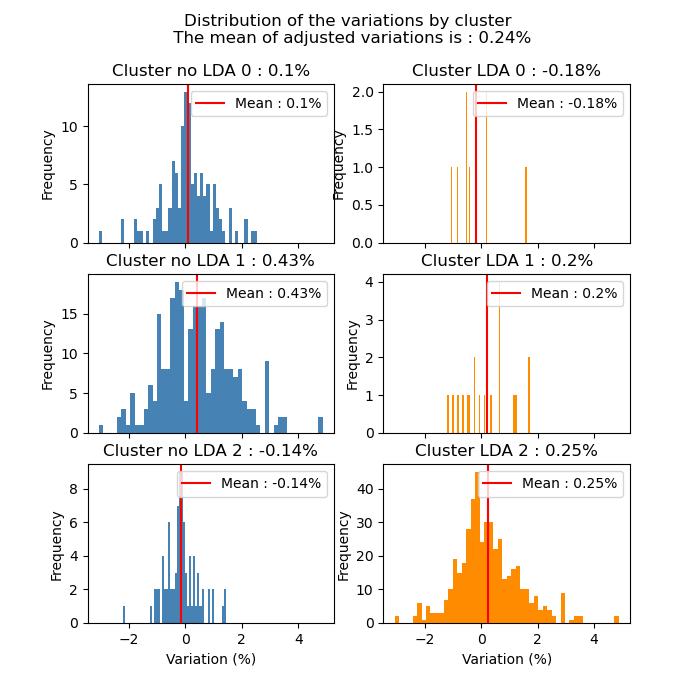 Distribution of the variations by cluster
The mean of adjusted variations is : 0.24%
Cluster no LDA 0 : 0.1%
Cluster LDA 0 : -0.18%
Frequency
10
5
0
Mean : 0.1%
Frequency
2.0
1.5
1.0
0.5
0.0
Mean : -0.18%
Cluster no LDA 1 : 0.43%
Cluster LDA 1 : 0.2%
Frequency
15
10
5
0
Mean : 0.43%
Frequency
4
3
2
1
0
Mean : 0.2%
Cluster no LDA 2 : -0.14%
Cluster LDA 2 : 0.25%
Frequency
8
6
4
2
0
Mean : -0.14%
−2 0 2 4
Variation (%)
Frequency
40
30
20
10
0
Mean : 0.25%
−2 0 2 4
Variation (%)